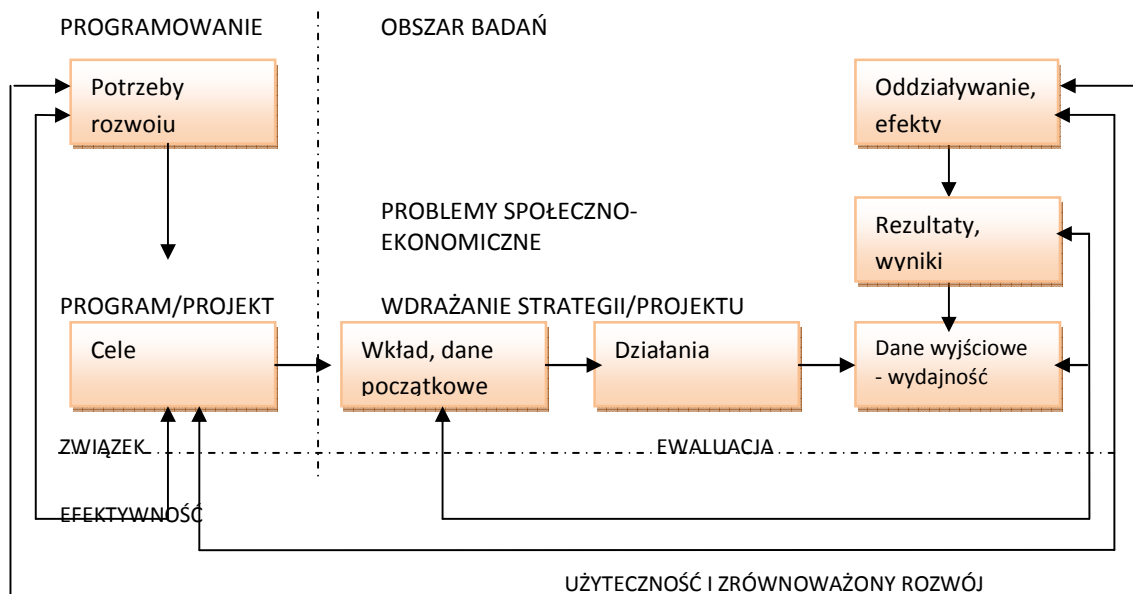 PROGRAMOWANIE
OBSZAR BADAŃ
Potrzeby
rozwoju
Oddziaływanie,
efekty
PROBLEMY SPOŁECZNO-
EKONOMICZNE
Rezultaty,
wyniki
PROGRAM/PROJEKT
WDRAŻANIE STRATEGII/PROJEKTU
Cele
Wkład, dane
początkowe
Działania
Dane wyjściowe
- wydajność
ZWIĄZEK
EWALUACJA
EFEKTYWNOŚĆ
UŻYTECZNOŚĆ I ZRÓWNOWAŻONY ROZWÓJ